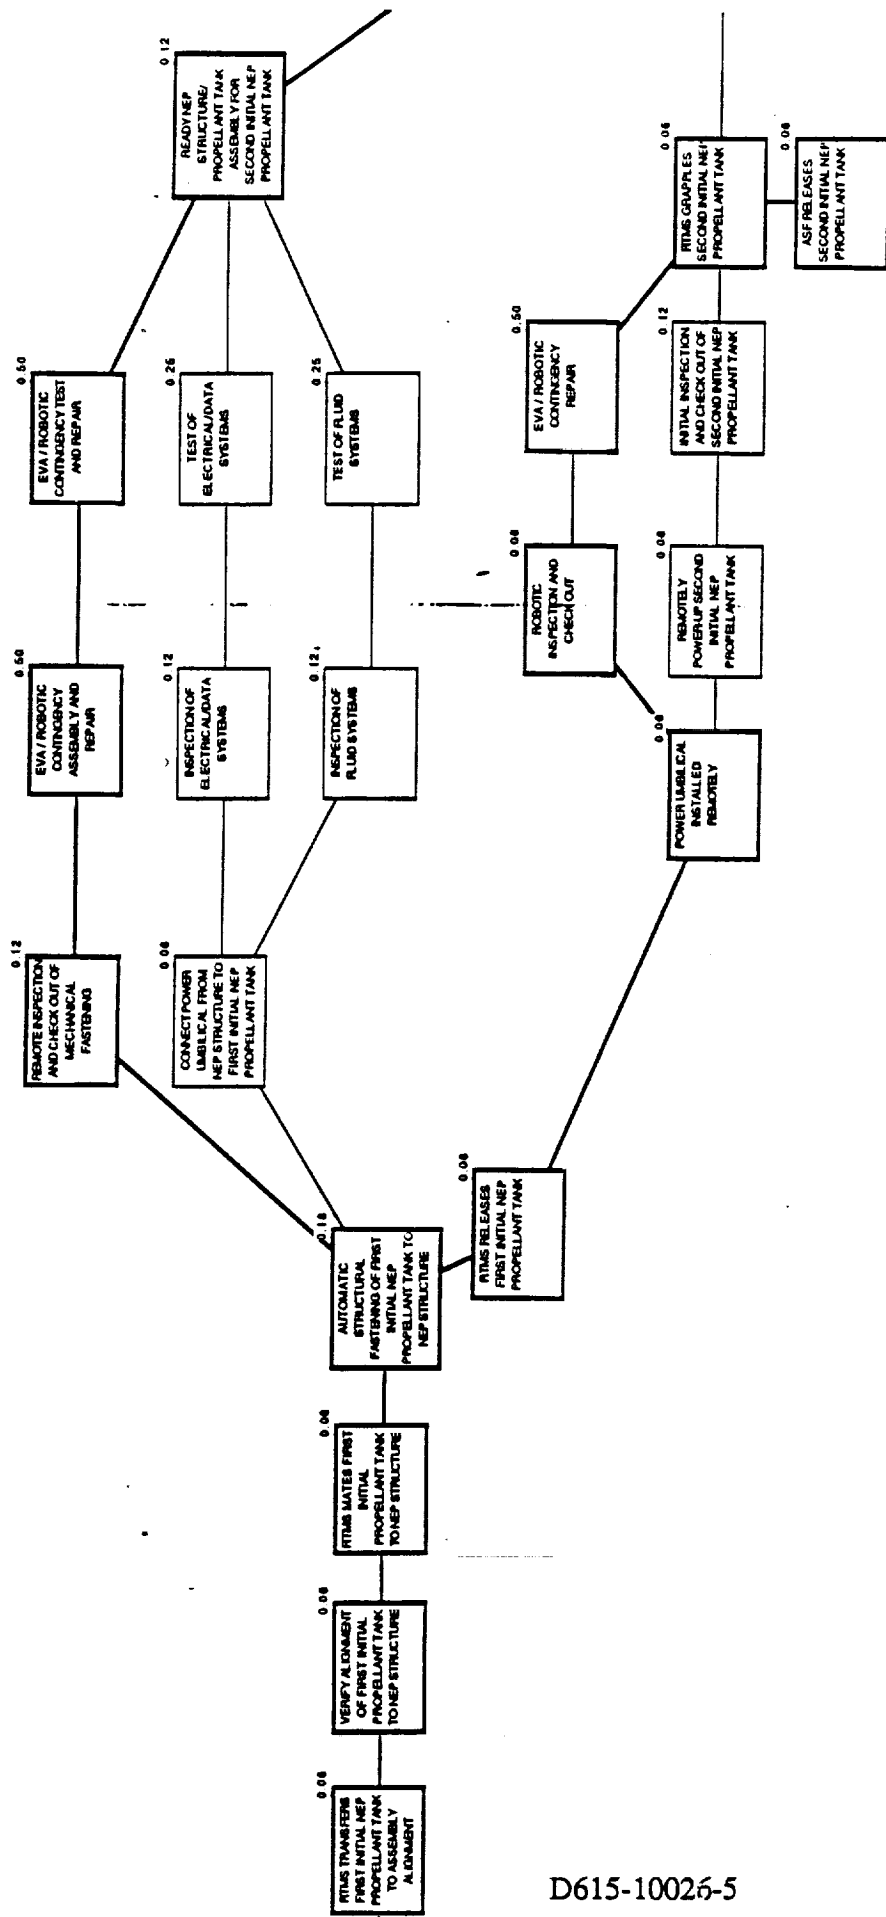 0.06
RTMS TRANSFERS
FIRST INITIAL NEP
PROPELLANT TANK
TO ASSEMBLY
ALIGNMENT
0.06
VERIFY ALIGNMENT
OF FIRST INITIAL
PROPELLANT TANK
TO NEP STRUCTURE
0.06
RTMS MATES FIRST
INITIAL
PROPELLANT TANK
TO NEP STRUCTURE
0.18
AUTOMATIC
STRUCTURAL
FASTENING OF FIRST
INITIAL NEP
PROPELLANT TANK TO
NEP STRUCTURE
0.12
REMOTE INSPECTION
AND CHECK OUT OF
MECHANICAL
FASTENING
0.50
EVA / ROBOTIC
CONTINGENCY
ASSEMBLY AND
REPAIR
0.50
EVA / ROBOTIC
CONTINGENCY TEST
AND REPAIR
0.06
CONNECT POWER
UMBILICAL FROM
NEP STRUCTURE TO
FIRST INITIAL NEP
PROPELLANT TANK
0.12
INSPECTION OF
ELECTRICAL/DATA
SYSTEMS
0.25
TEST OF
ELECTRICAL/DATA
SYSTEMS
0.12
INSPECTION OF
FLUID SYSTEMS
0.25
TEST OF FLUID
SYSTEMS
0.12
READY NEP
STRUCTURE/
PROPELLANT TANK
ASSEMBLY FOR
SECOND INITIAL NEP
PROPELLANT TANK
0.06
RTMS RELEASES
FIRST INITIAL NEP
PROPELLANT TANK
0.06
POWER UMBILICAL
INSTALLED
REMOTELY
0.06
ROBOTIC
INSPECTION AND
CHECK OUT
0.50
EVA / ROBOTIC
CONTINGENCY
REPAIR
0.06
REMOTELY
POWER-UP SECOND
INITIAL NEP
PROPELLANT TANK
0.12
INITIAL INSPECTION
AND CHECK OUT OF
SECOND INITIAL NEP
PROPELLANT TANK
0.06
RTMS GRAPPLES
SECOND INITIAL NEP
PROPELLANT TANK
0.06
ASF RELEASES
SECOND INITIAL NEP
PROPELLANT TANK
D615-10026-5